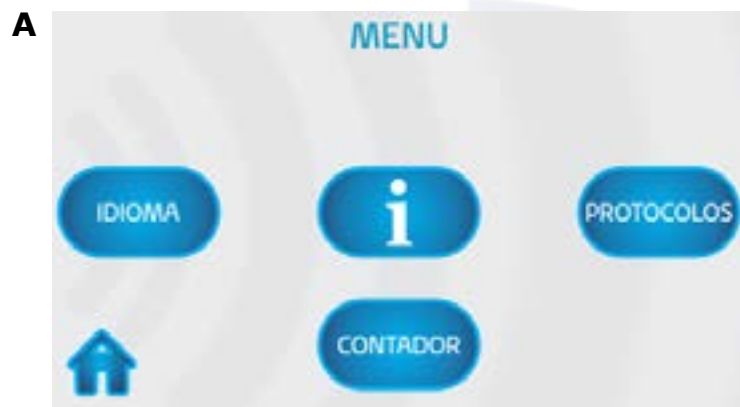 A
MENU
IDIOMA
i
PROTOCOLOS
CONTADOR